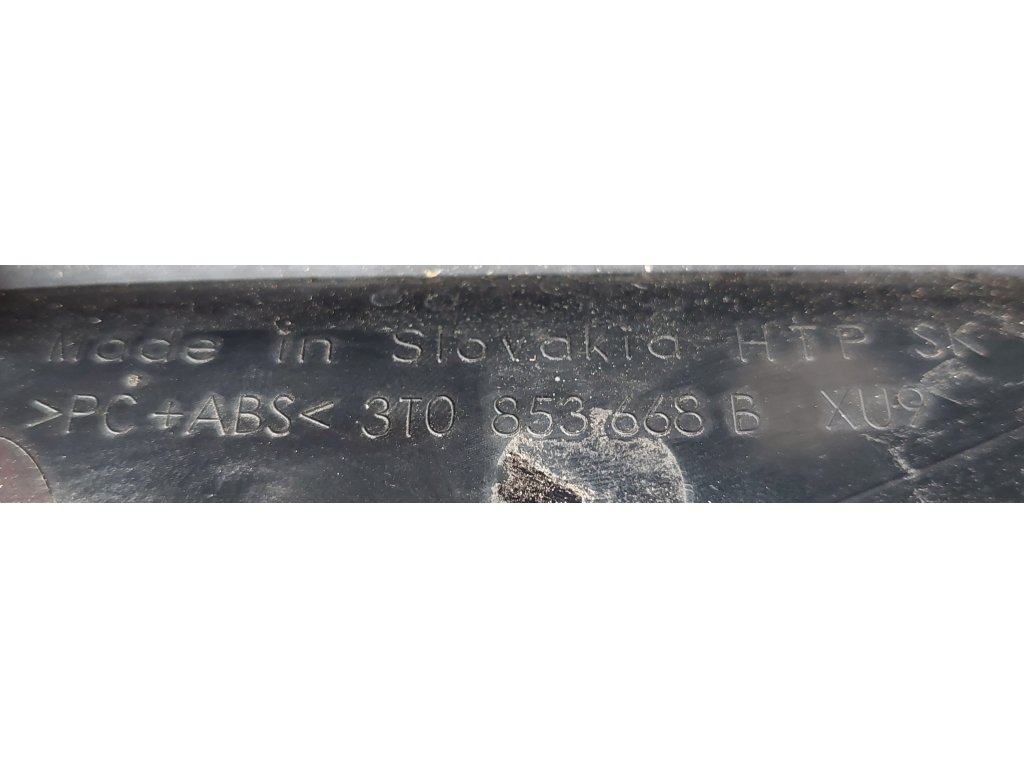 Made in Slovakia HTP SK
>PC+ABS< 3T0 853 668 B XU9